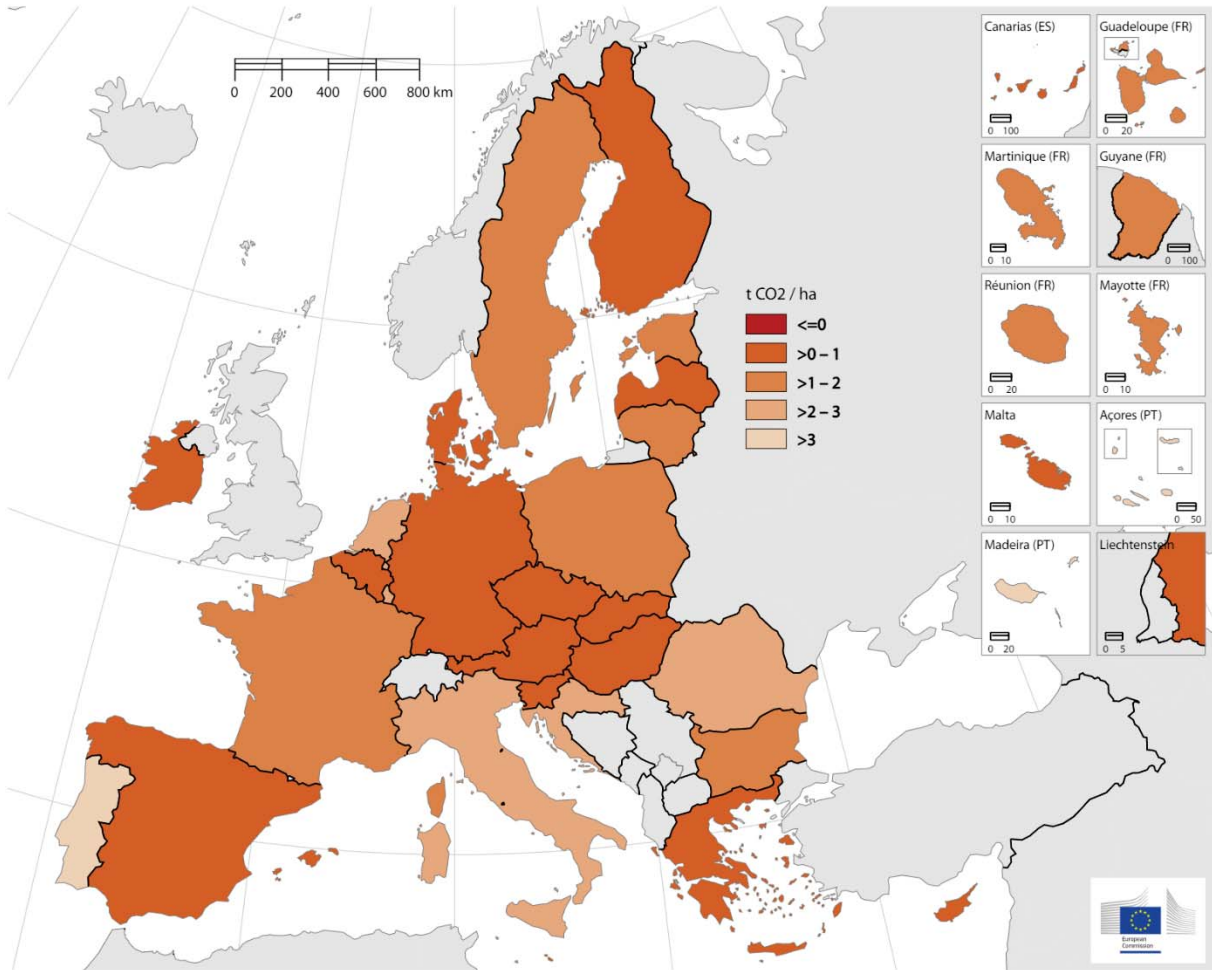 0 200 400 600 800 km
t CO2 / ha
<=0
>0 – 1
>1 – 2
>2 – 3
>3
Canarias (ES)
0 100
Guadeloupe (FR)
0 20
Martinique (FR)
0 10
Guyane (FR)
0 100
Réunion (FR)
0 20
Mayotte (FR)
0 10
Malta
0 10
Açores (PT)
0 50
Madeira (PT)
0 20
Liechtenstein
0 5
European
Commission